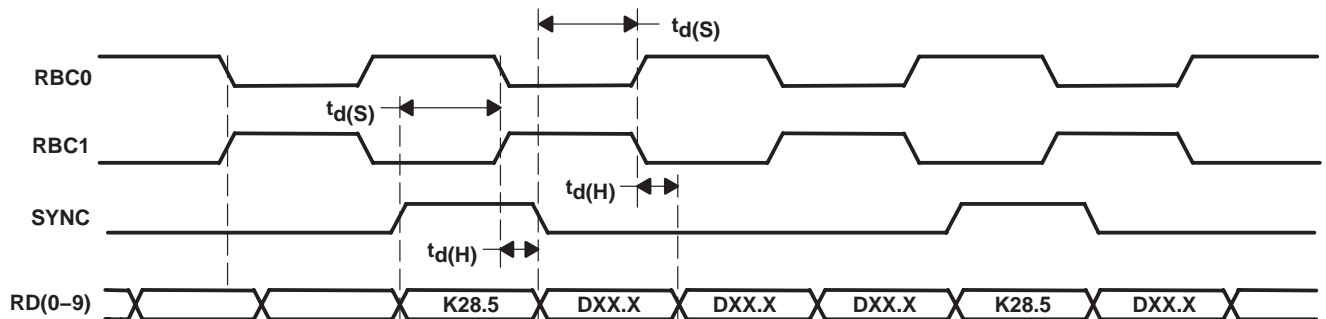 td(S)
RBC0
td(S)
RBC1
td(H)
SYNC
td(H)
RD(0–9) K28.5 DXX.X DXX.X DXX.X K28.5 DXX.X